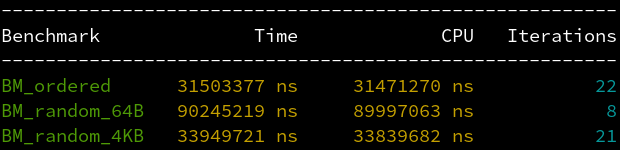 ------------------------------------------------------
Benchmark            Time             CPU   Iterations
------------------------------------------------------
BM_ordered      31503377 ns     31471270 ns         22
BM_random_64B   90245219 ns     89997063 ns          8
BM_random_4KB   33949721 ns     33839682 ns         21